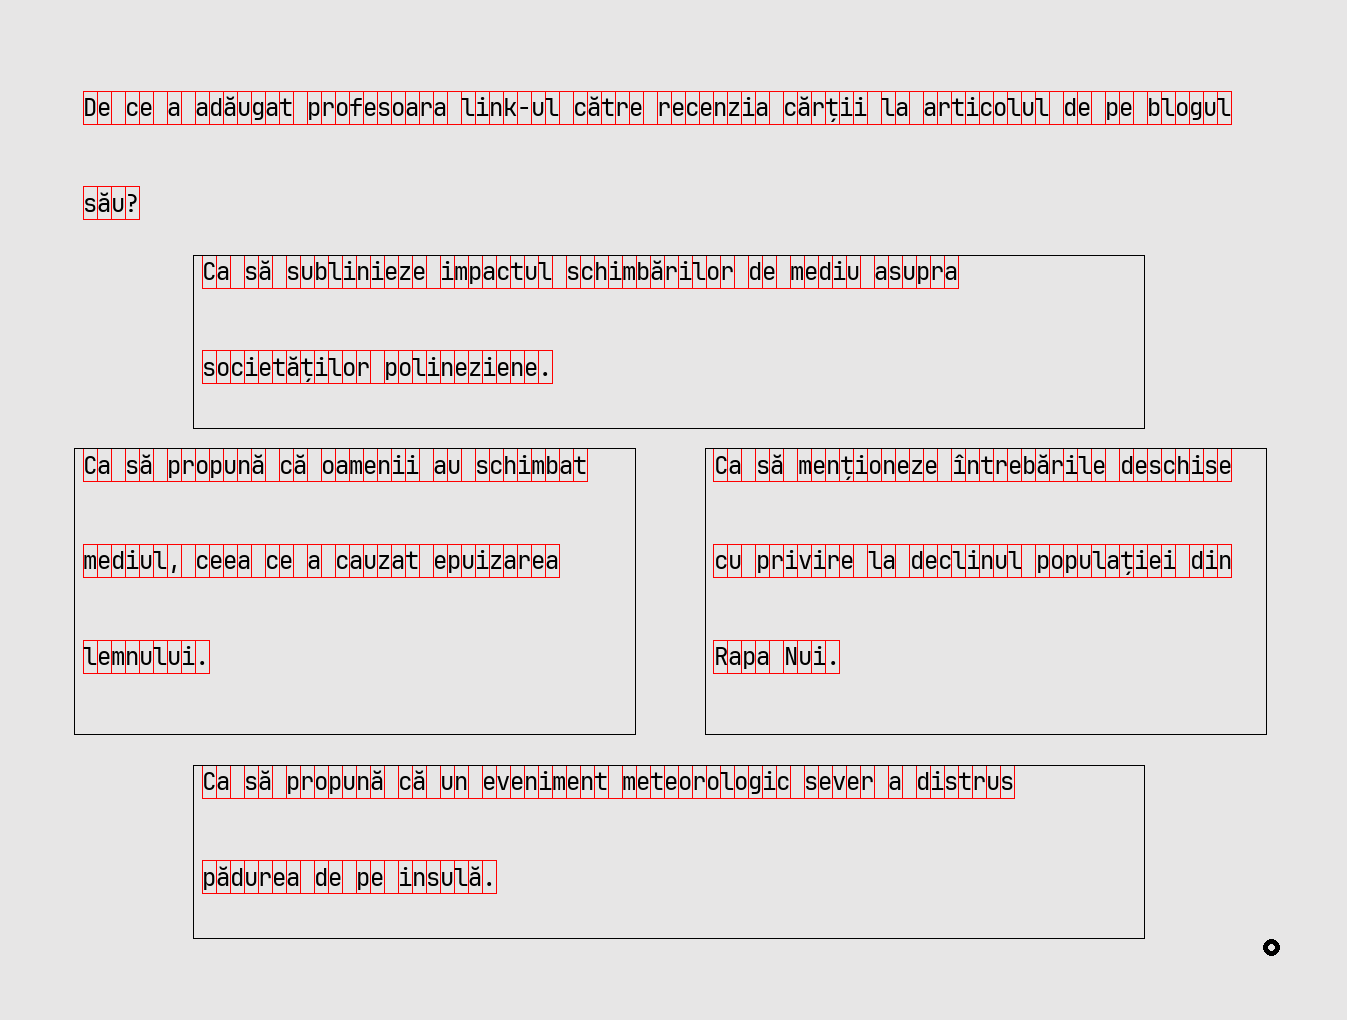 De ce a adăugat profesoara link-ul către recenzia cărții la articolul de pe blogul
său?
Ca să sublinieze impactul schimbărilor de mediu asupra
societăților polineziene.
Ca să propună că oamenii au schimbat
mediul, ceea ce a cauzat epuizarea
lemnului.
Ca să menționeze întrebările deschise
cu privire la declinul populației din
Rapa Nui.
Ca să propună că un eveniment meteorologic sever a distrus
pădurea de pe insulă.